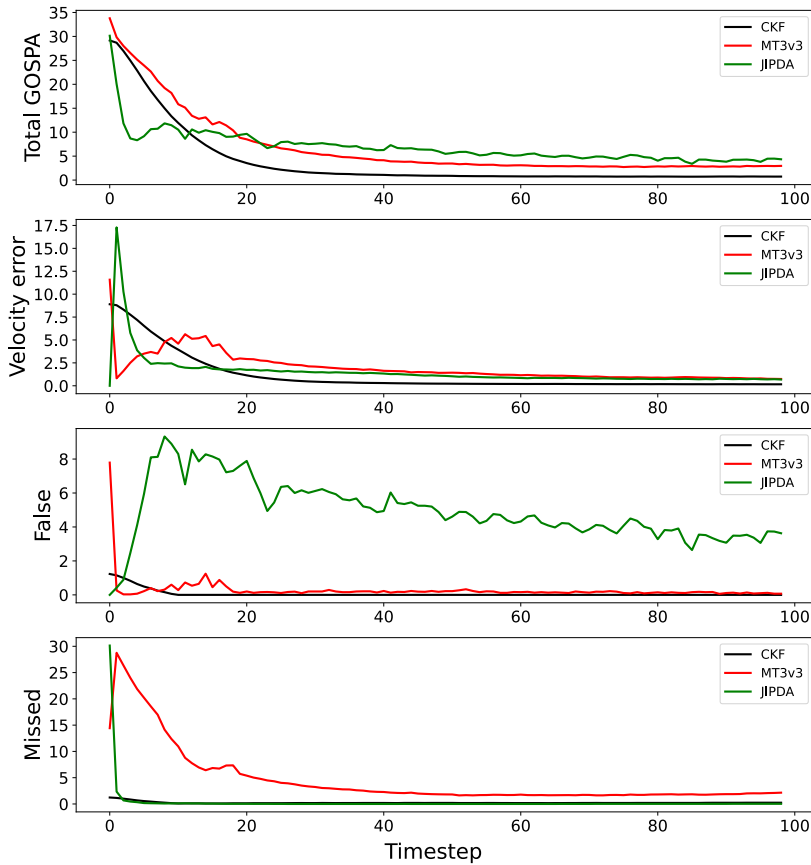 Total GOSPA
35
30
25
20
15
10
5
0
CKF
MT3v3
JIPDA
0 20 40 60 80 100
Velocity error
17.5
15.0
12.5
10.0
7.5
5.0
2.5
0.0
CKF
MT3v3
JIPDA
0 20 40 60 80 100
False
8
6
4
2
0
CKF
MT3v3
JIPDA
0 20 40 60 80 100
Missed
30
25
20
15
10
5
0
CKF
MT3v3
JIPDA
0 20 40 60 80 100
Timestep